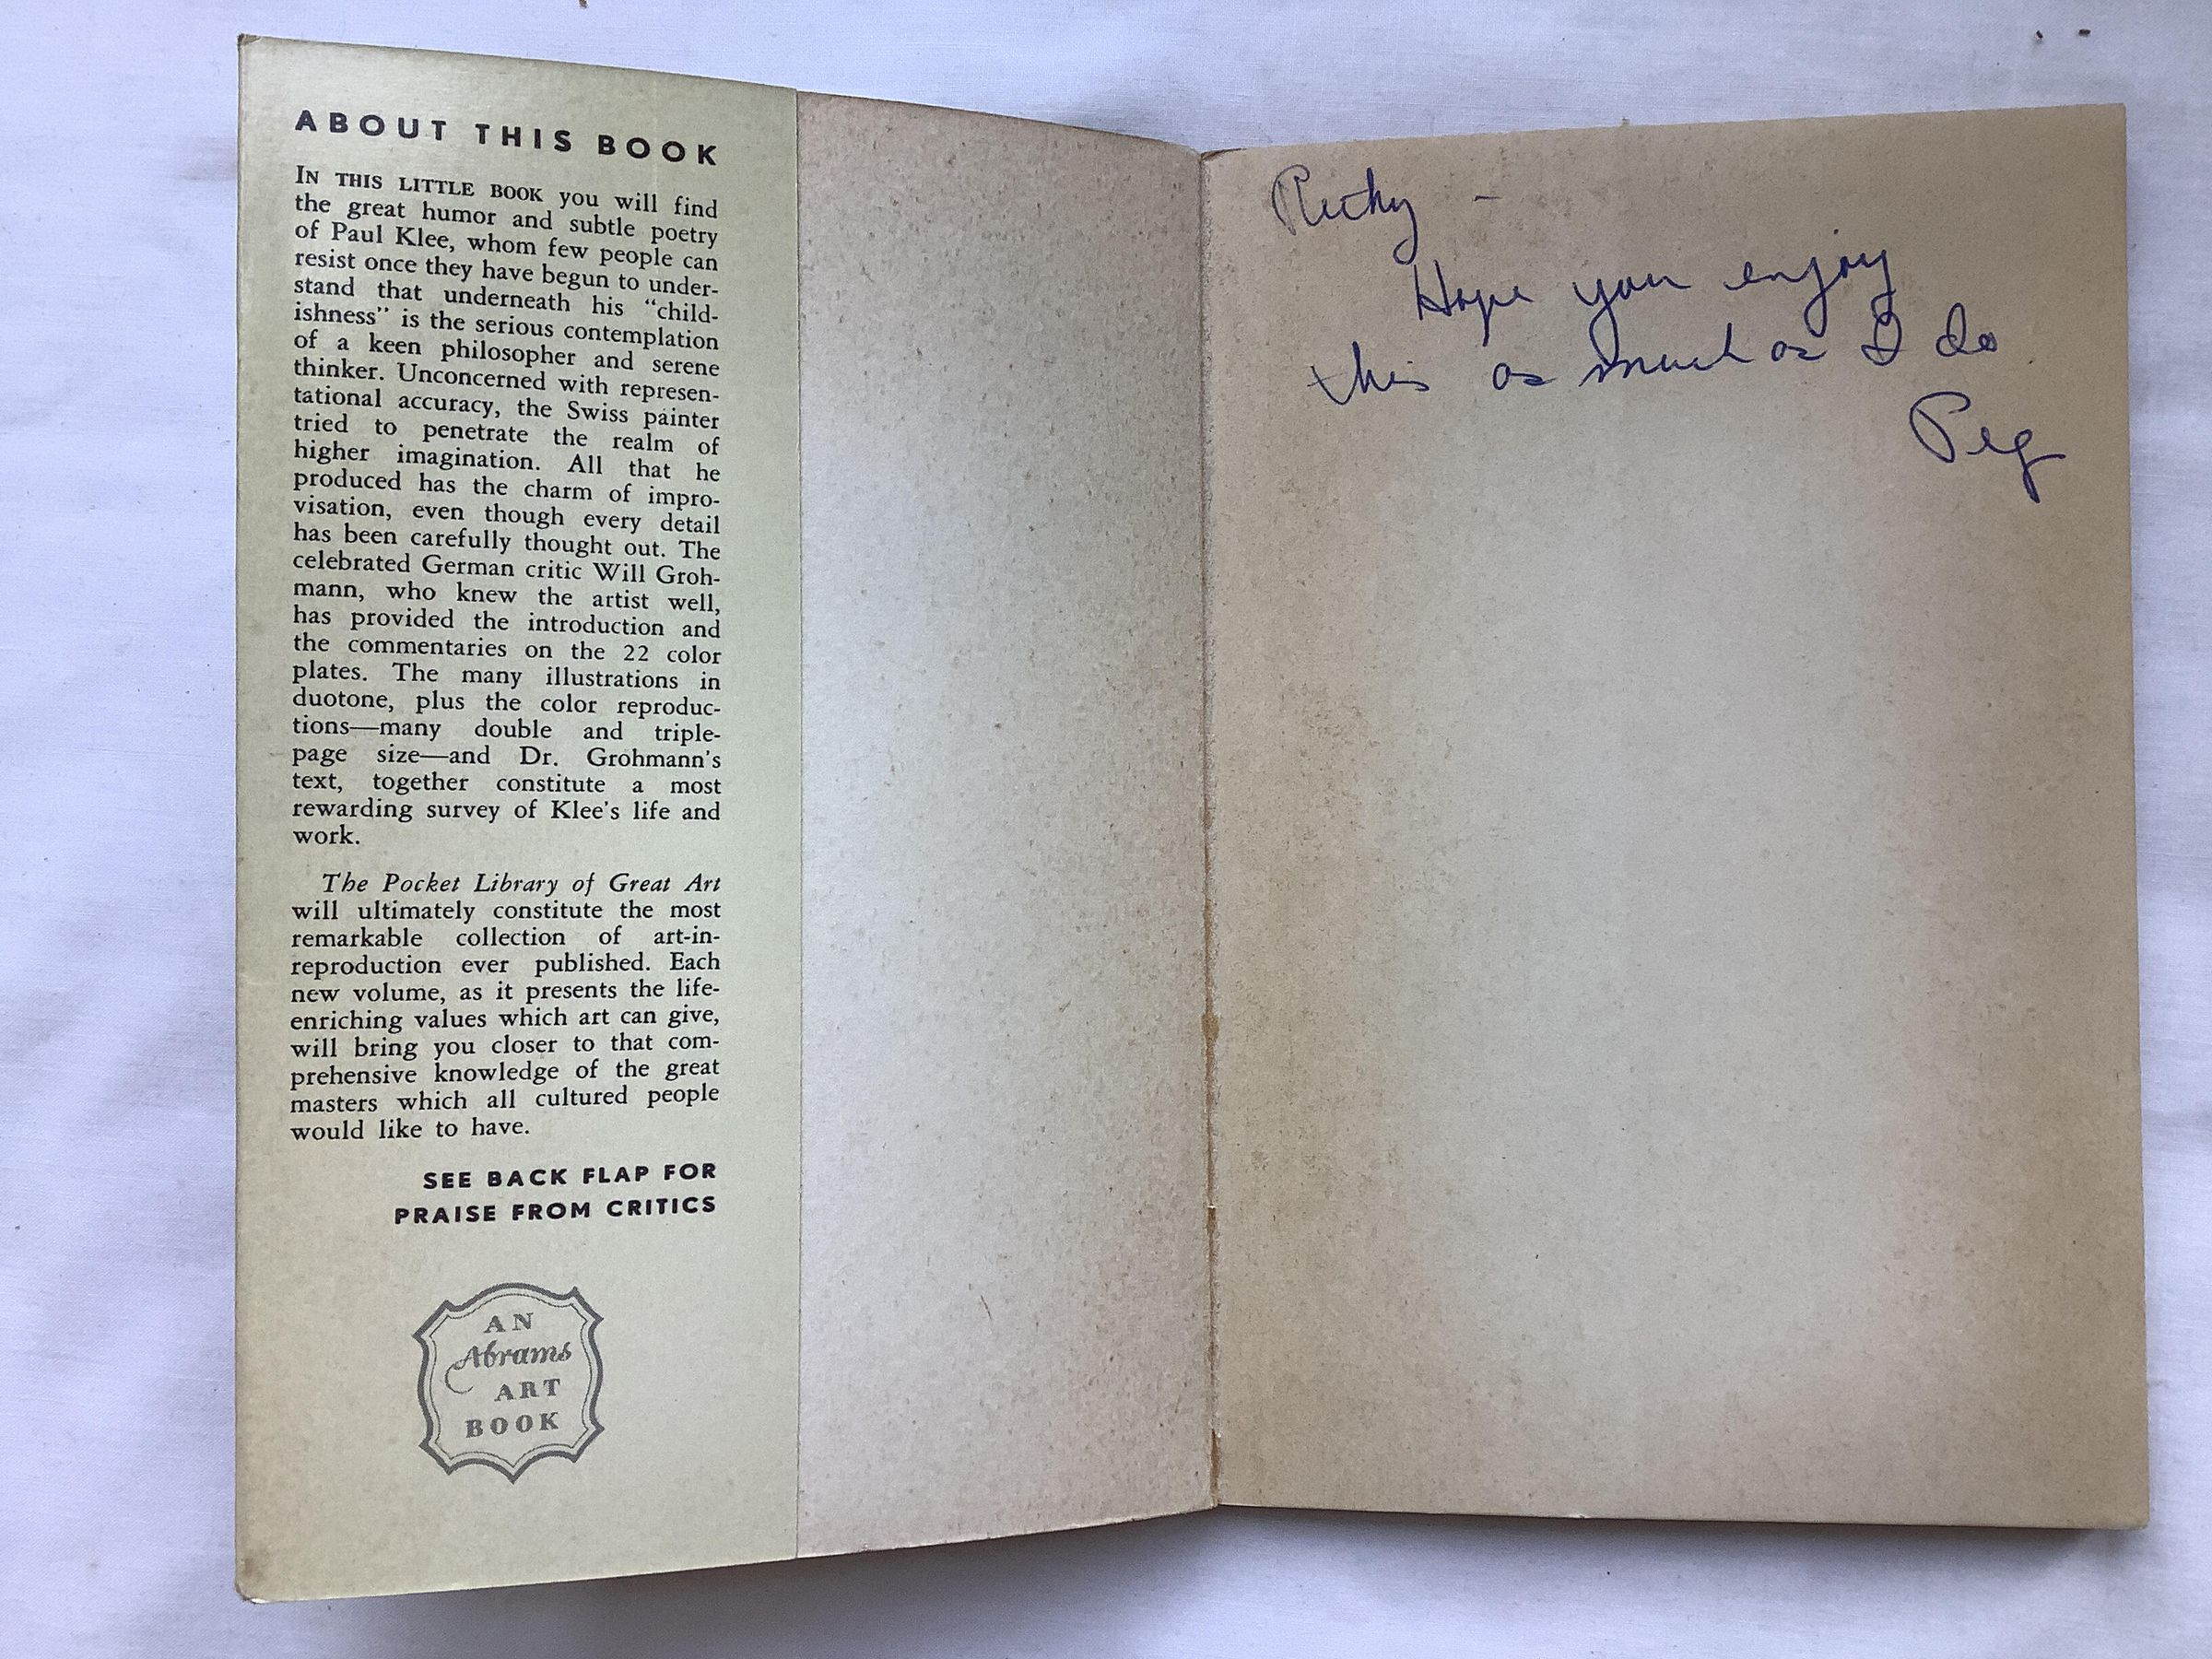 ABOUT THIS BOOK
IN THIS LITTLE BOOK you will find
the great humor and subtle poetry
of Paul Klee, whom few people can
resist once they have begun to under-
stand that underneath his “child-
ishness” is the serious contemplation
of a keen philosopher and serene
thinker. Unconcerned with represen-
tational accuracy, the Swiss painter
tried to penetrate the realm of
higher imagination. All that he
produced has the charm of impro-
visation, even though every detail
has been carefully thought out. The
celebrated German critic Will Groh-
mann, who knew the artist well,
has provided the introduction and
the commentaries on the 22 color
plates. The many illustrations in
duotone, plus the color reproduc-
tions—many double and triple-
page size—and Dr. Grohmann's
text, together constitute a most
rewarding survey of Klee's life and
work.
The Pocket Library of Great Art
will ultimately constitute the most
remarkable collection of art-in-
reproduction ever published. Each
new volume, as it presents the life-
enriching values which art can give,
will bring you closer to that com-
prehensive knowledge of the great
masters which all cultured people
would like to have.
SEE BACK FLAP FOR
PRAISE FROM CRITICS
AN
Abrams
ART
BOOK
-
Hope you enjoy
this as much as I do
Peg